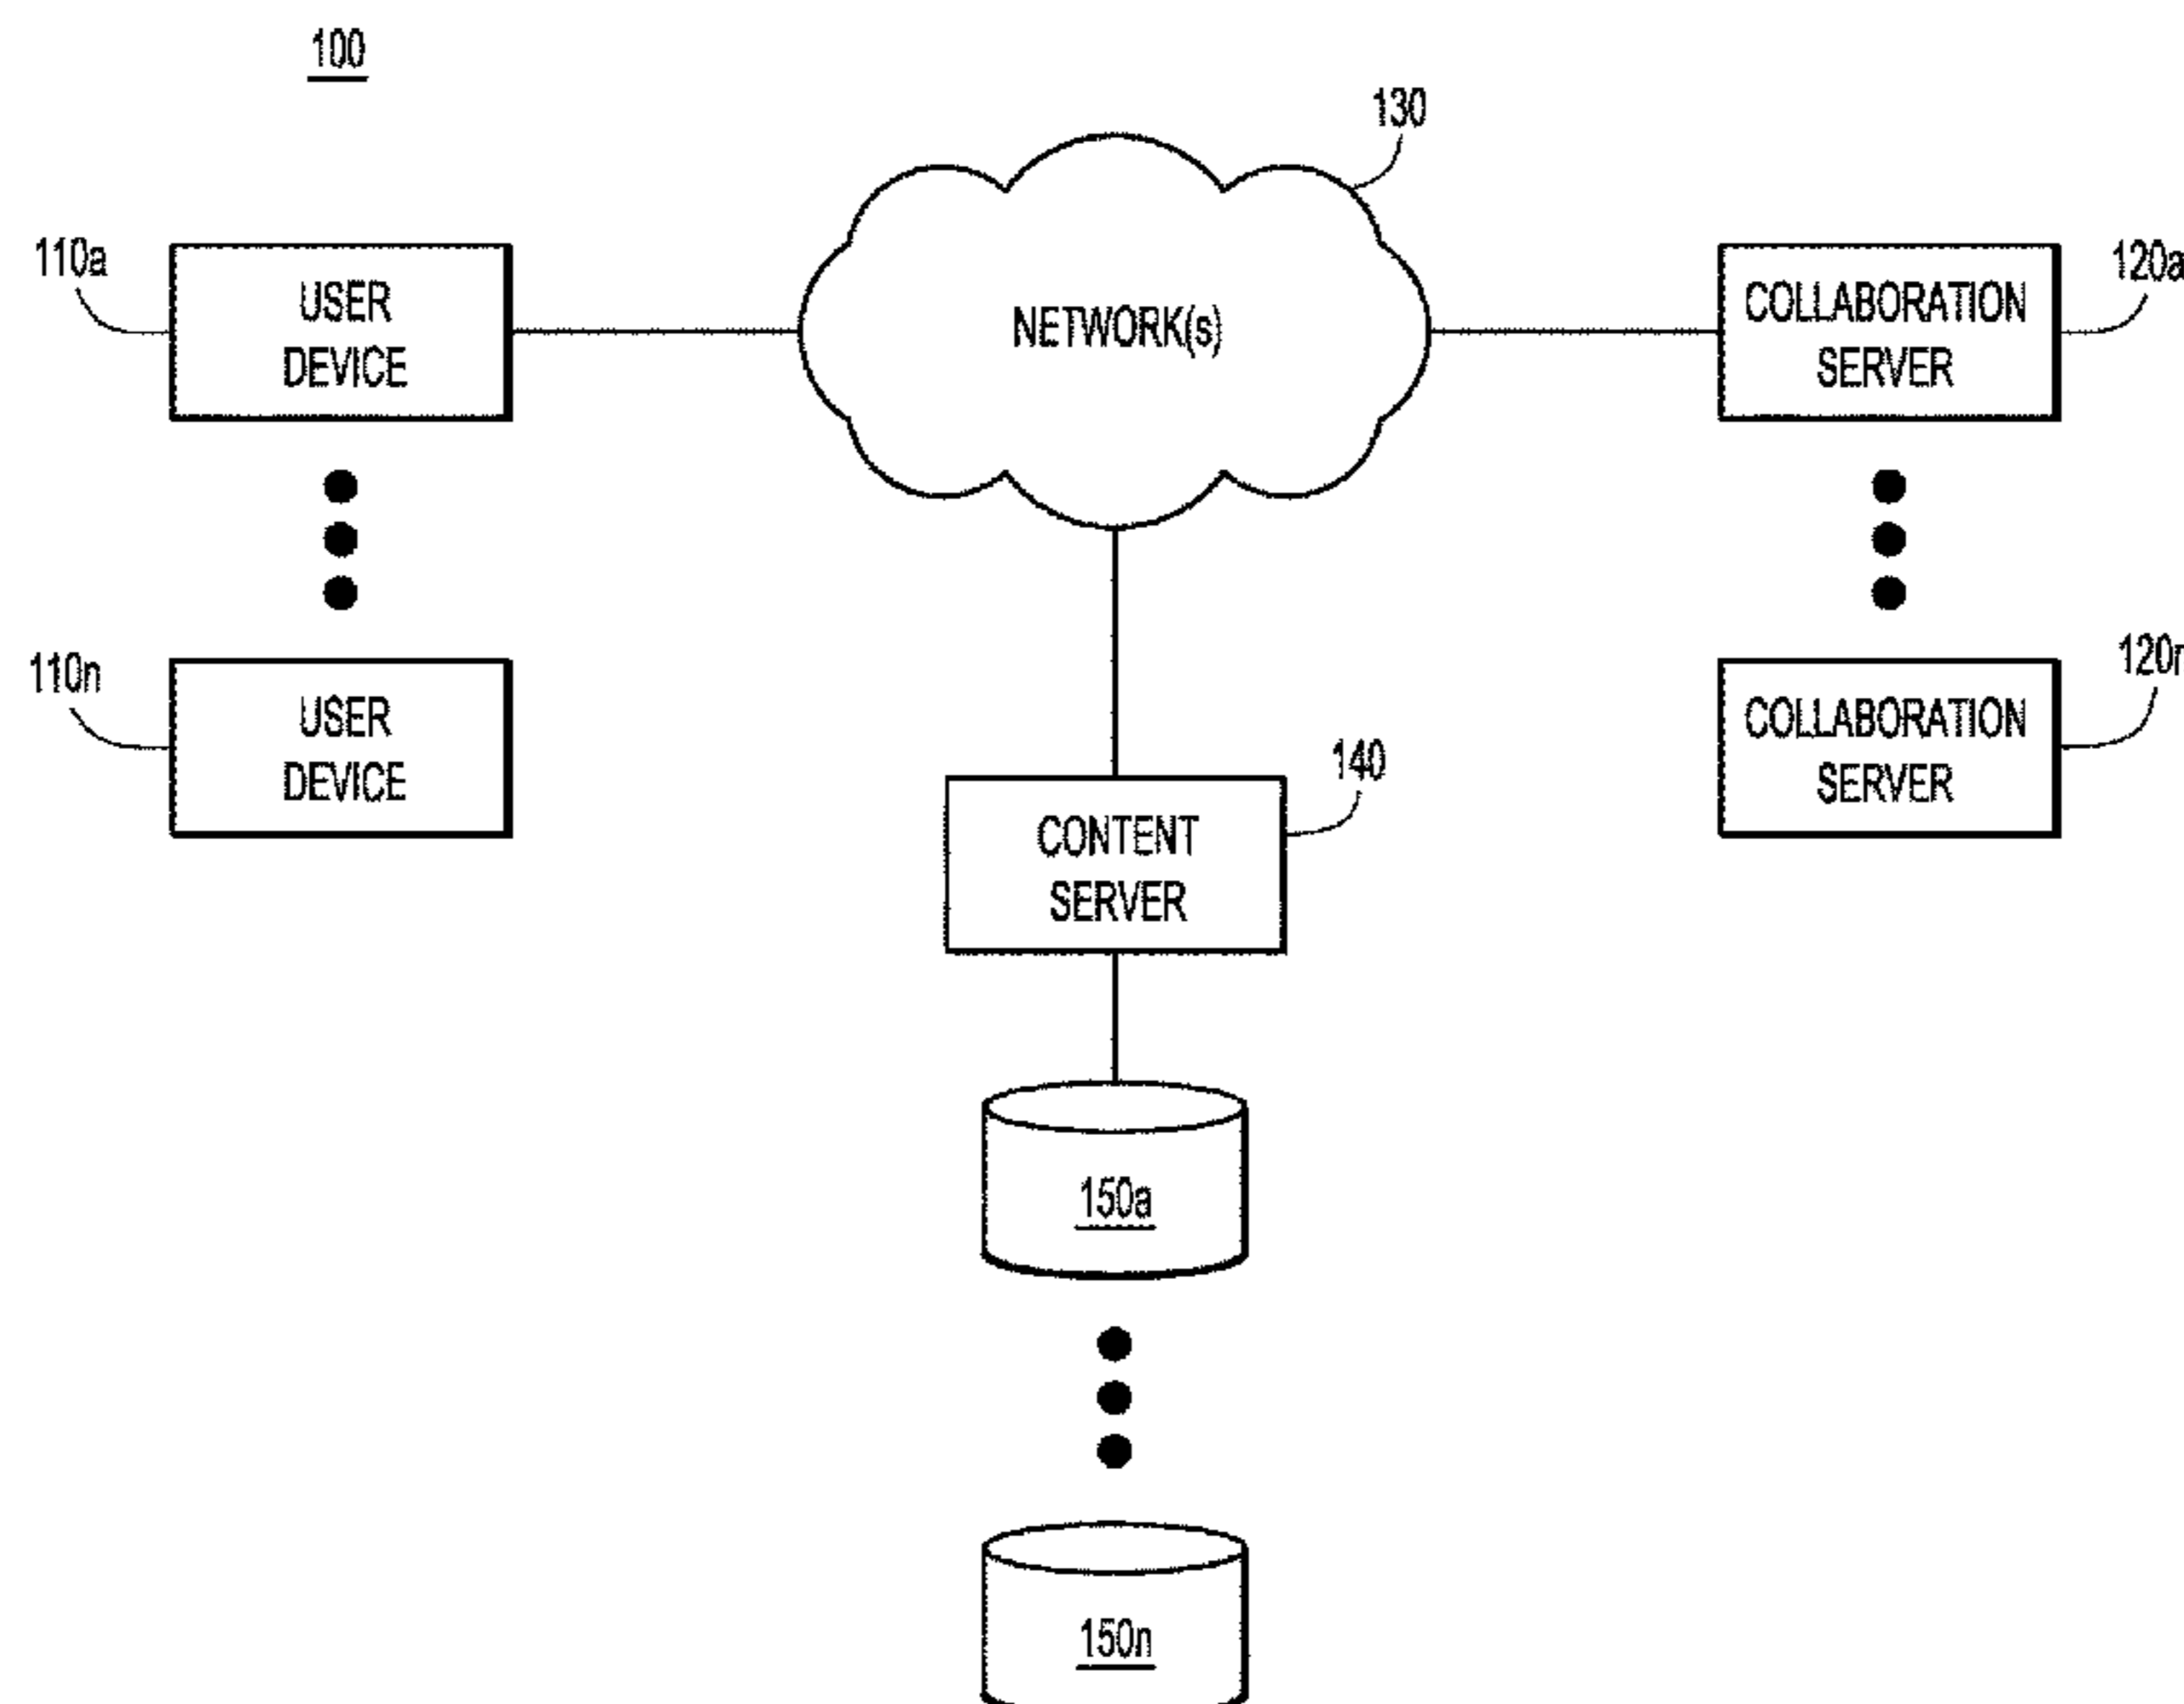 100
130
110a
USER
DEVICE
NETWORK(s)
COLLABORATION
SERVER
120a
110n
USER
DEVICE
COLLABORATION
SERVER
140
CONTENT
SERVER
150a
150n